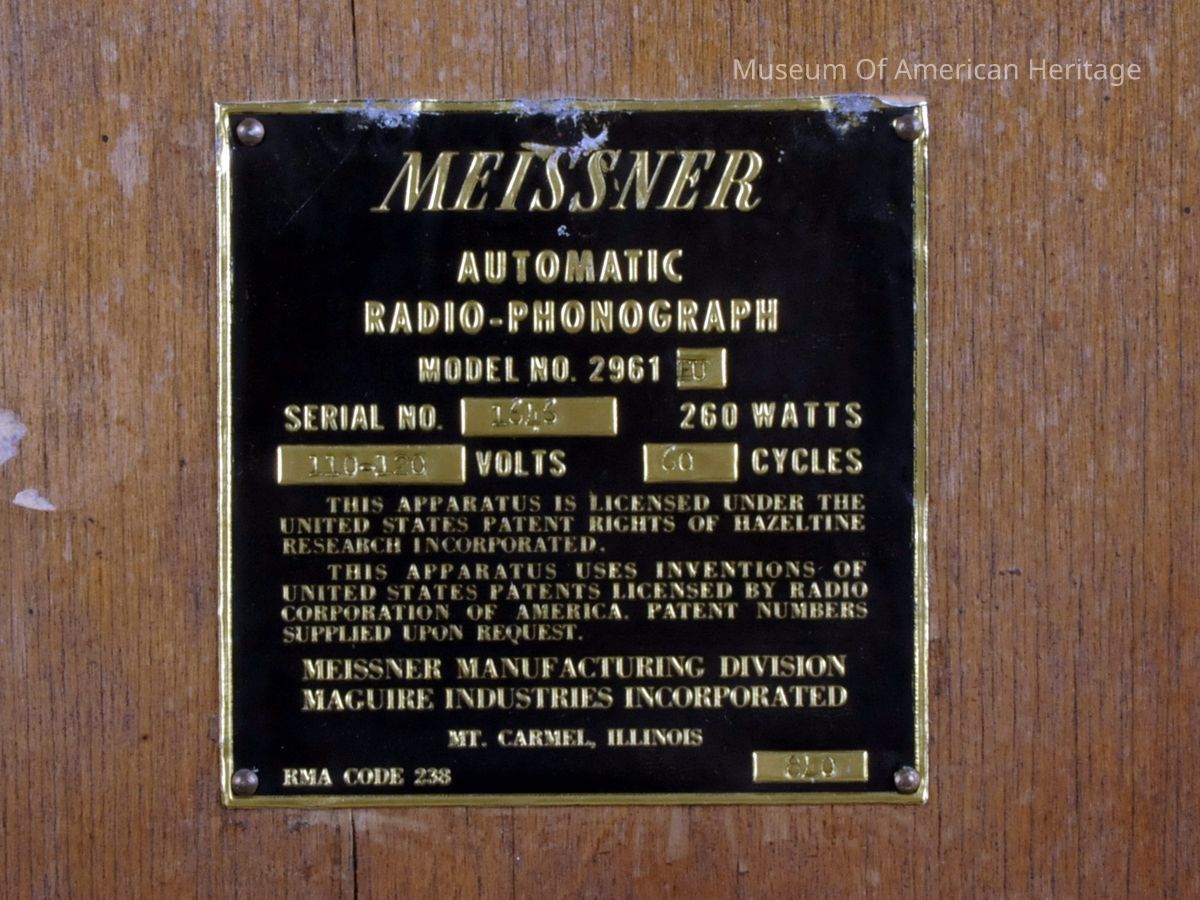 Museum Of American Heritage
MEISSNER
AUTOMATIC
RADIO-PHONOGRAPH
MODEL NO. 2961 EU
SERIAL NO. 1646 260 WATTS
110-120 VOLTS 60 CYCLES
THIS APPARATUS IS LICENSED UNDER THE
UNITED STATES PATENT RIGHTS OF HAZELTINE
RESEARCH INCORPORATED.
THIS APPARATUS USES INVENTIONS OF
UNITED STATES PATENTS LICENSED BY RADIO
CORPORATION OF AMERICA. PATENT NUMBERS
SUPPLIED UPON REQUEST.
MEISSNER MANUFACTURING DIVISION
MAGUIRE INDUSTRIES INCORPORATED
MT. CARMEL, ILLINOIS
RMA CODE 238